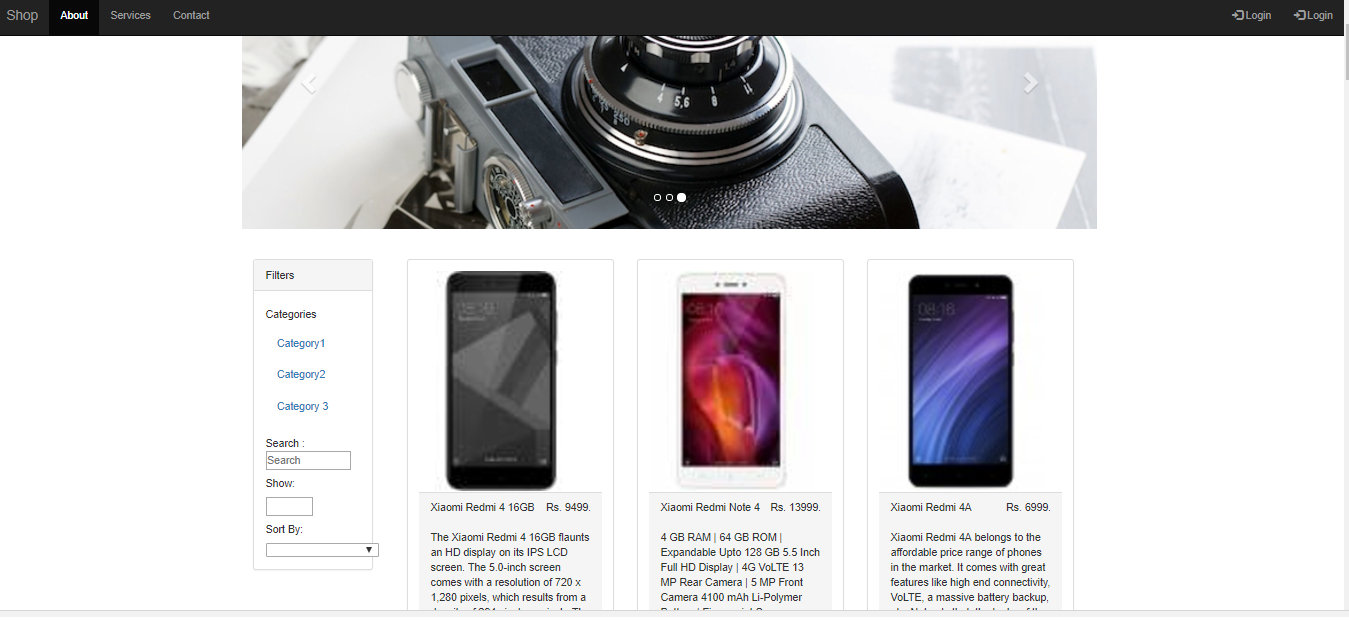 Shop About Services Contact Login Login
4 5,6 8 11
Filters
Categories
Category1
Category2
Category 3
Search :
Search
Show:
Sort By:
Xiaomi Redmi 4 16GB Rs. 9499.
The Xiaomi Redmi 4 16GB flaunts
an HD display on its IPS LCD
screen. The 5.0-inch screen
comes with a resolution of 720 x
1,280 pixels, which results from a
Xiaomi Redmi Note 4 Rs. 13999.
4 GB RAM | 64 GB ROM |
Expandable Upto 128 GB 5.5 Inch
Full HD Display | 4G VoLTE 13
MP Rear Camera | 5 MP Front
Camera 4100 mAh Li-Polymer
Xiaomi Redmi 4A Rs. 6999.
Xiaomi Redmi 4A belongs to the
affordable price range of phones
in the market. It comes with great
features like high end connectivity,
VoLTE, a massive battery backup,